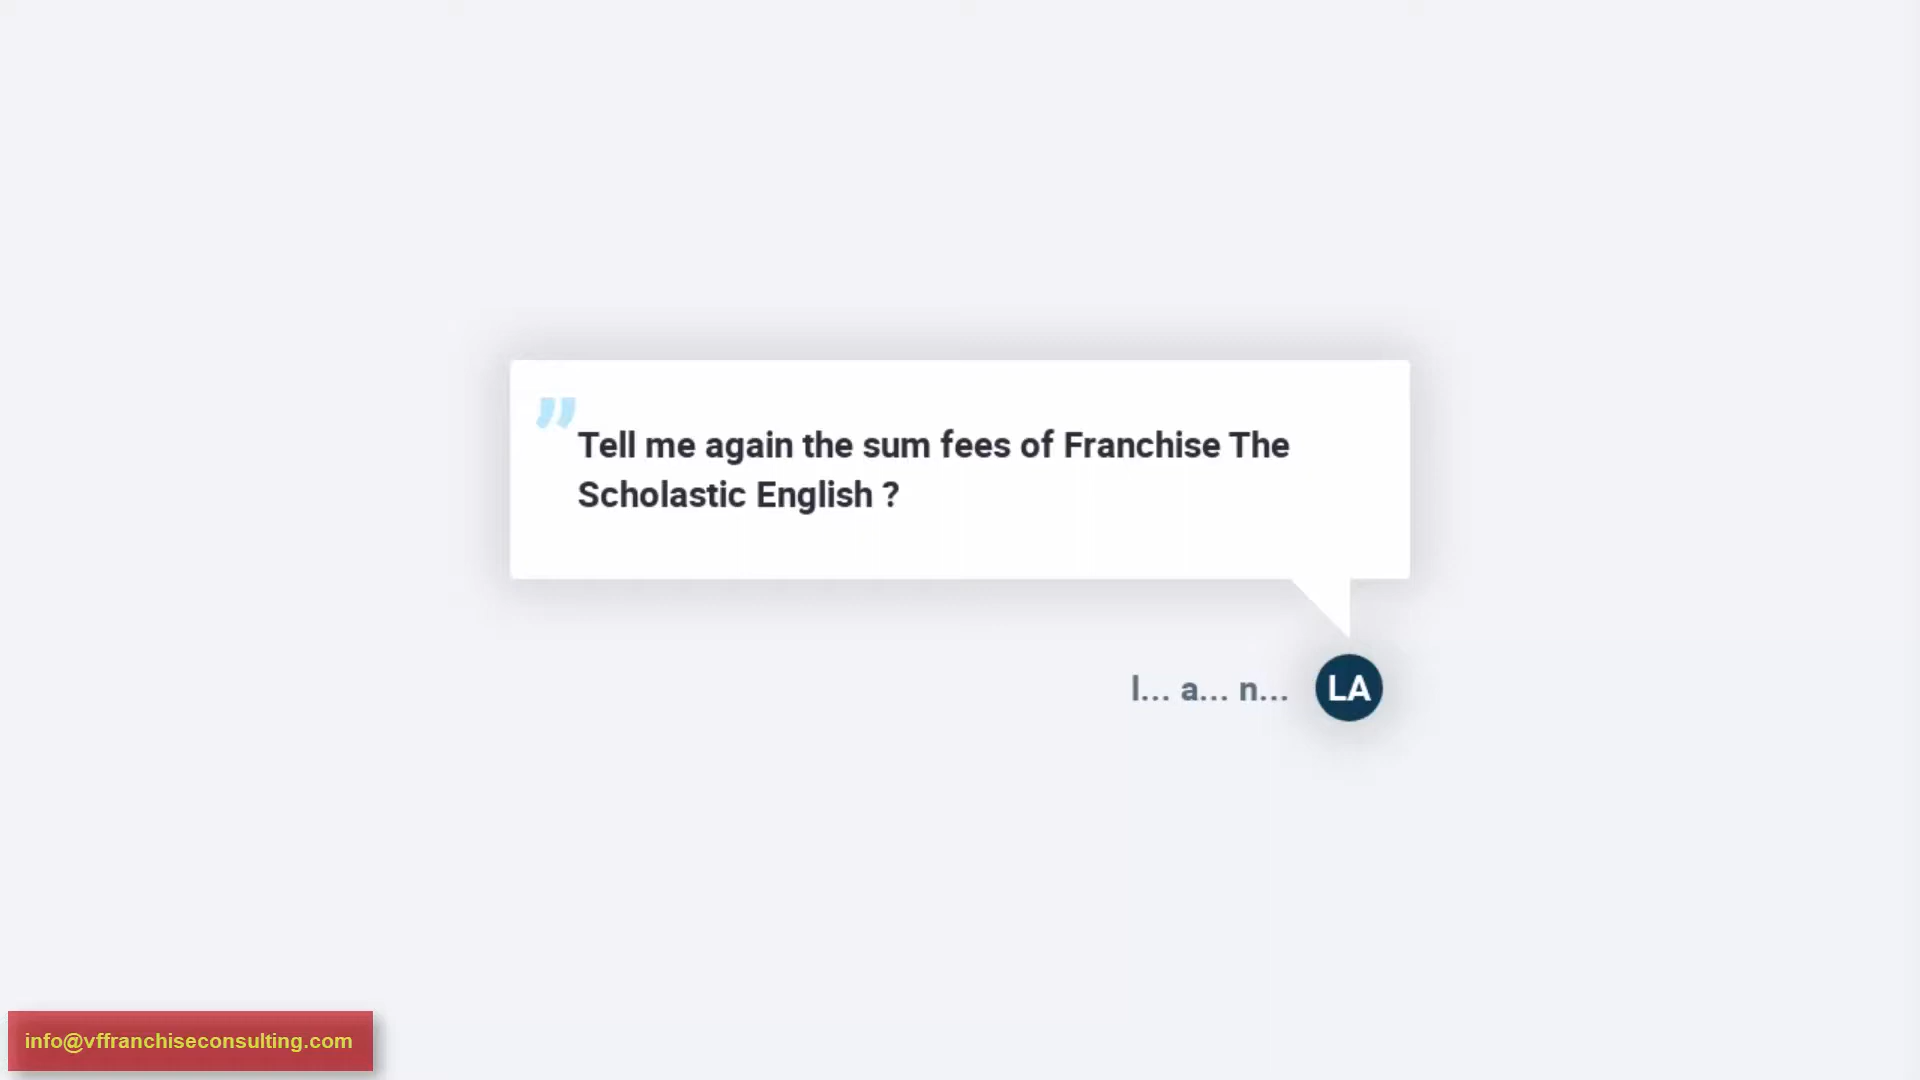 Tell me again the sum fees of Franchise The
Scholastic English ?
l... a... n...
LA
info@vffranchiseconsulting.com